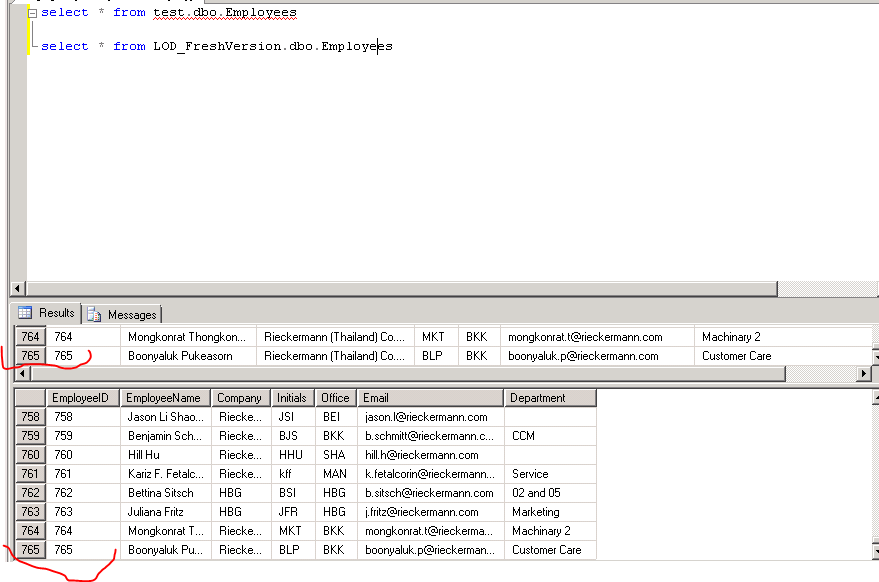 select * from test.dbo.Employees
select * from LOD_FreshVersion.dbo.Employees
Results Messages
764 764 Mongkonrat Thongkon... Rieckermann (Thailand) Co.... MKT BKK mongkonrat.t@rieckermann.com Machinary 2
765 765 Boonyaluk Pukeasorn Rieckermann (Thailand) Co.... BLP BKK boonyaluk.p@rieckermann.com Customer Care
EmployeeID EmployeeName Company Initials Office Email Department
758 758 Jason Li Shao... Riecke... JSI BEI jason.l@rieckermann.com
759 759 Benjamin Sch... Riecke... BJS BKK b.schmitt@rieckermann.c... CCM
760 760 Hill Hu Riecke... HHU SHA hill.h@rieckermann.com
761 761 Kariz F. Fetalc... Riecke... kff MAN k.fetalcorin@rieckermann... Service
762 762 Bettina Sitsch HBG BSI HBG b.sitsch@rieckermann.com 02 and 05
763 763 Juliana Fritz HBG JFR HBG j.fritz@rieckermann.com Marketing
764 764 Mongkonrat T... Riecke... MKT BKK mongkonrat.t@rieckerma... Machinary 2
765 765 Boonyaluk Pu... Riecke... BLP BKK boonyaluk.p@rieckerman... Customer Care